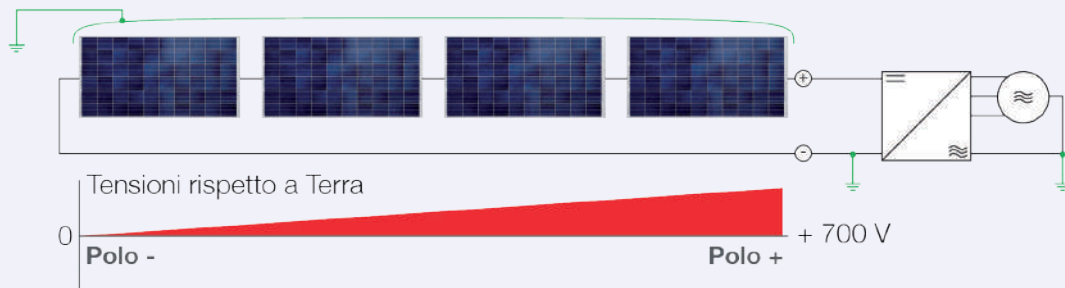 +
-
Tensioni rispetto a Terra
0
+ 700 V
Polo -
Polo +